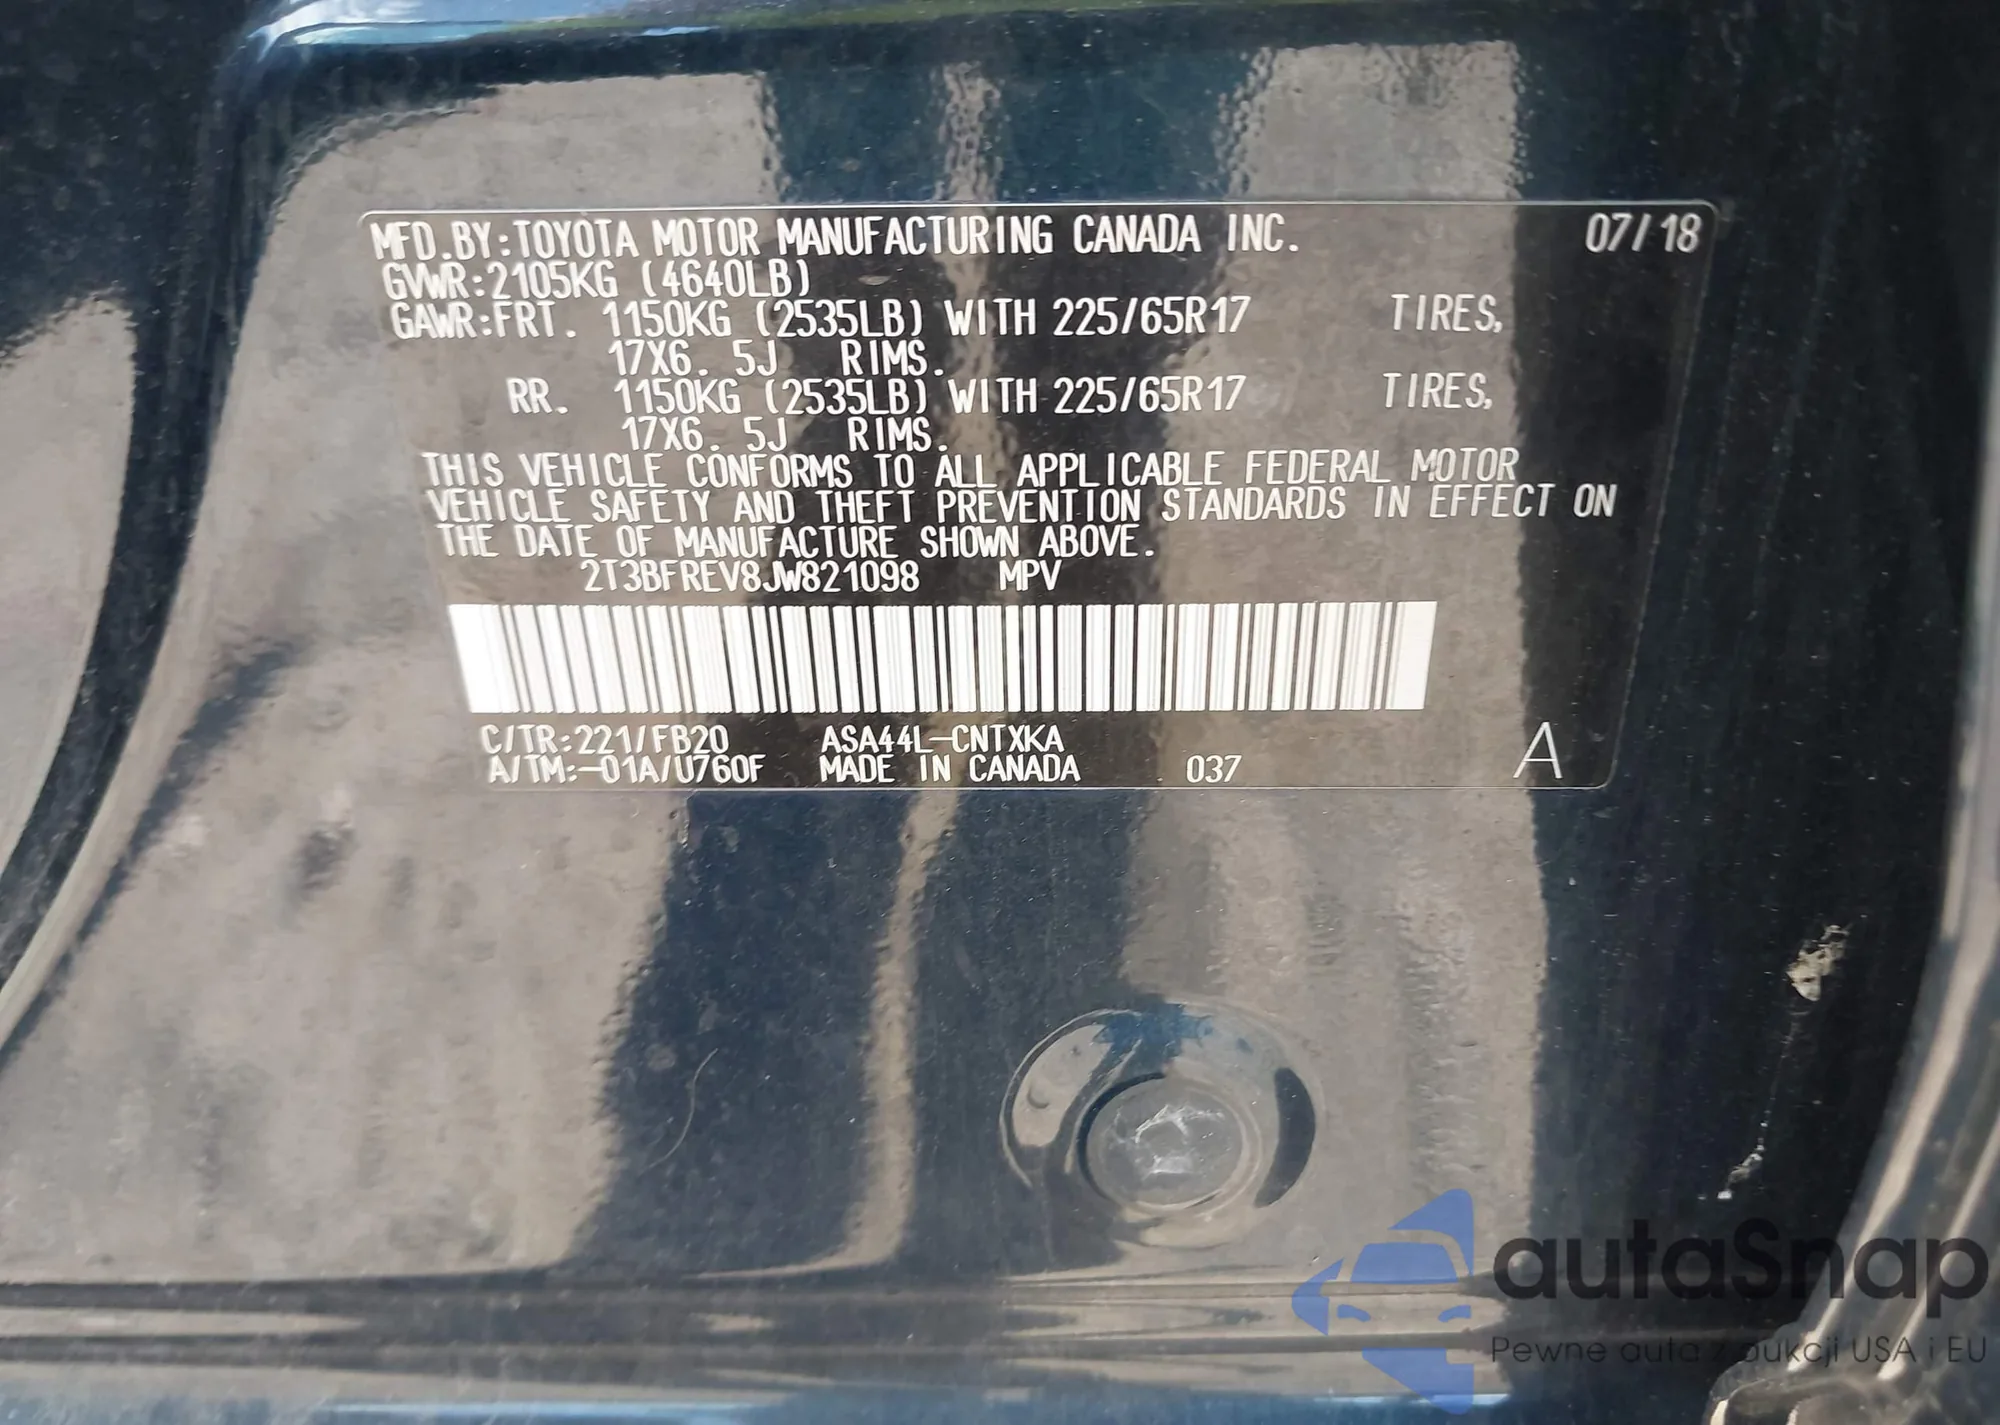 MFD.BY:TOYOTA MOTOR MANUFACTURING CANADA INC. 07/18
GVWR:2105KG (4640LB)
GAWR:FRT. 1150KG (2535LB) WITH 225/65R17 TIRES,
17X6. 5J RIMS.
RR. 1150KG (2535LB) WITH 225/65R17 TIRES,
17X6. 5J RIMS.
THIS VEHICLE CONFORMS TO ALL APPLICABLE FEDERAL MOTOR
VEHICLE SAFETY AND THEFT PREVENTION STANDARDS IN EFFECT ON
THE DATE OF MANUFACTURE SHOWN ABOVE.
2T3BFREV8JW821098 MPV
C/TR:221/FB20 ASA44L-CNTXKA
A/TM:-01A/U760F MADE IN CANADA 037 A
autaSnap
Pewne auta z aukcji USA i EU